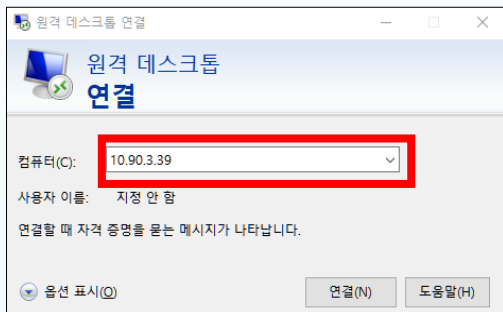 원격 데스크톱 연결
원격 데스크톱
연결
컴퓨터(C): 10.90.3.39
사용자 이름: 지정 안 함
연결할 때 자격 증명을 묻는 메시지가 나타납니다.
옵션 표시(O) 연결(N) 도움말(H)